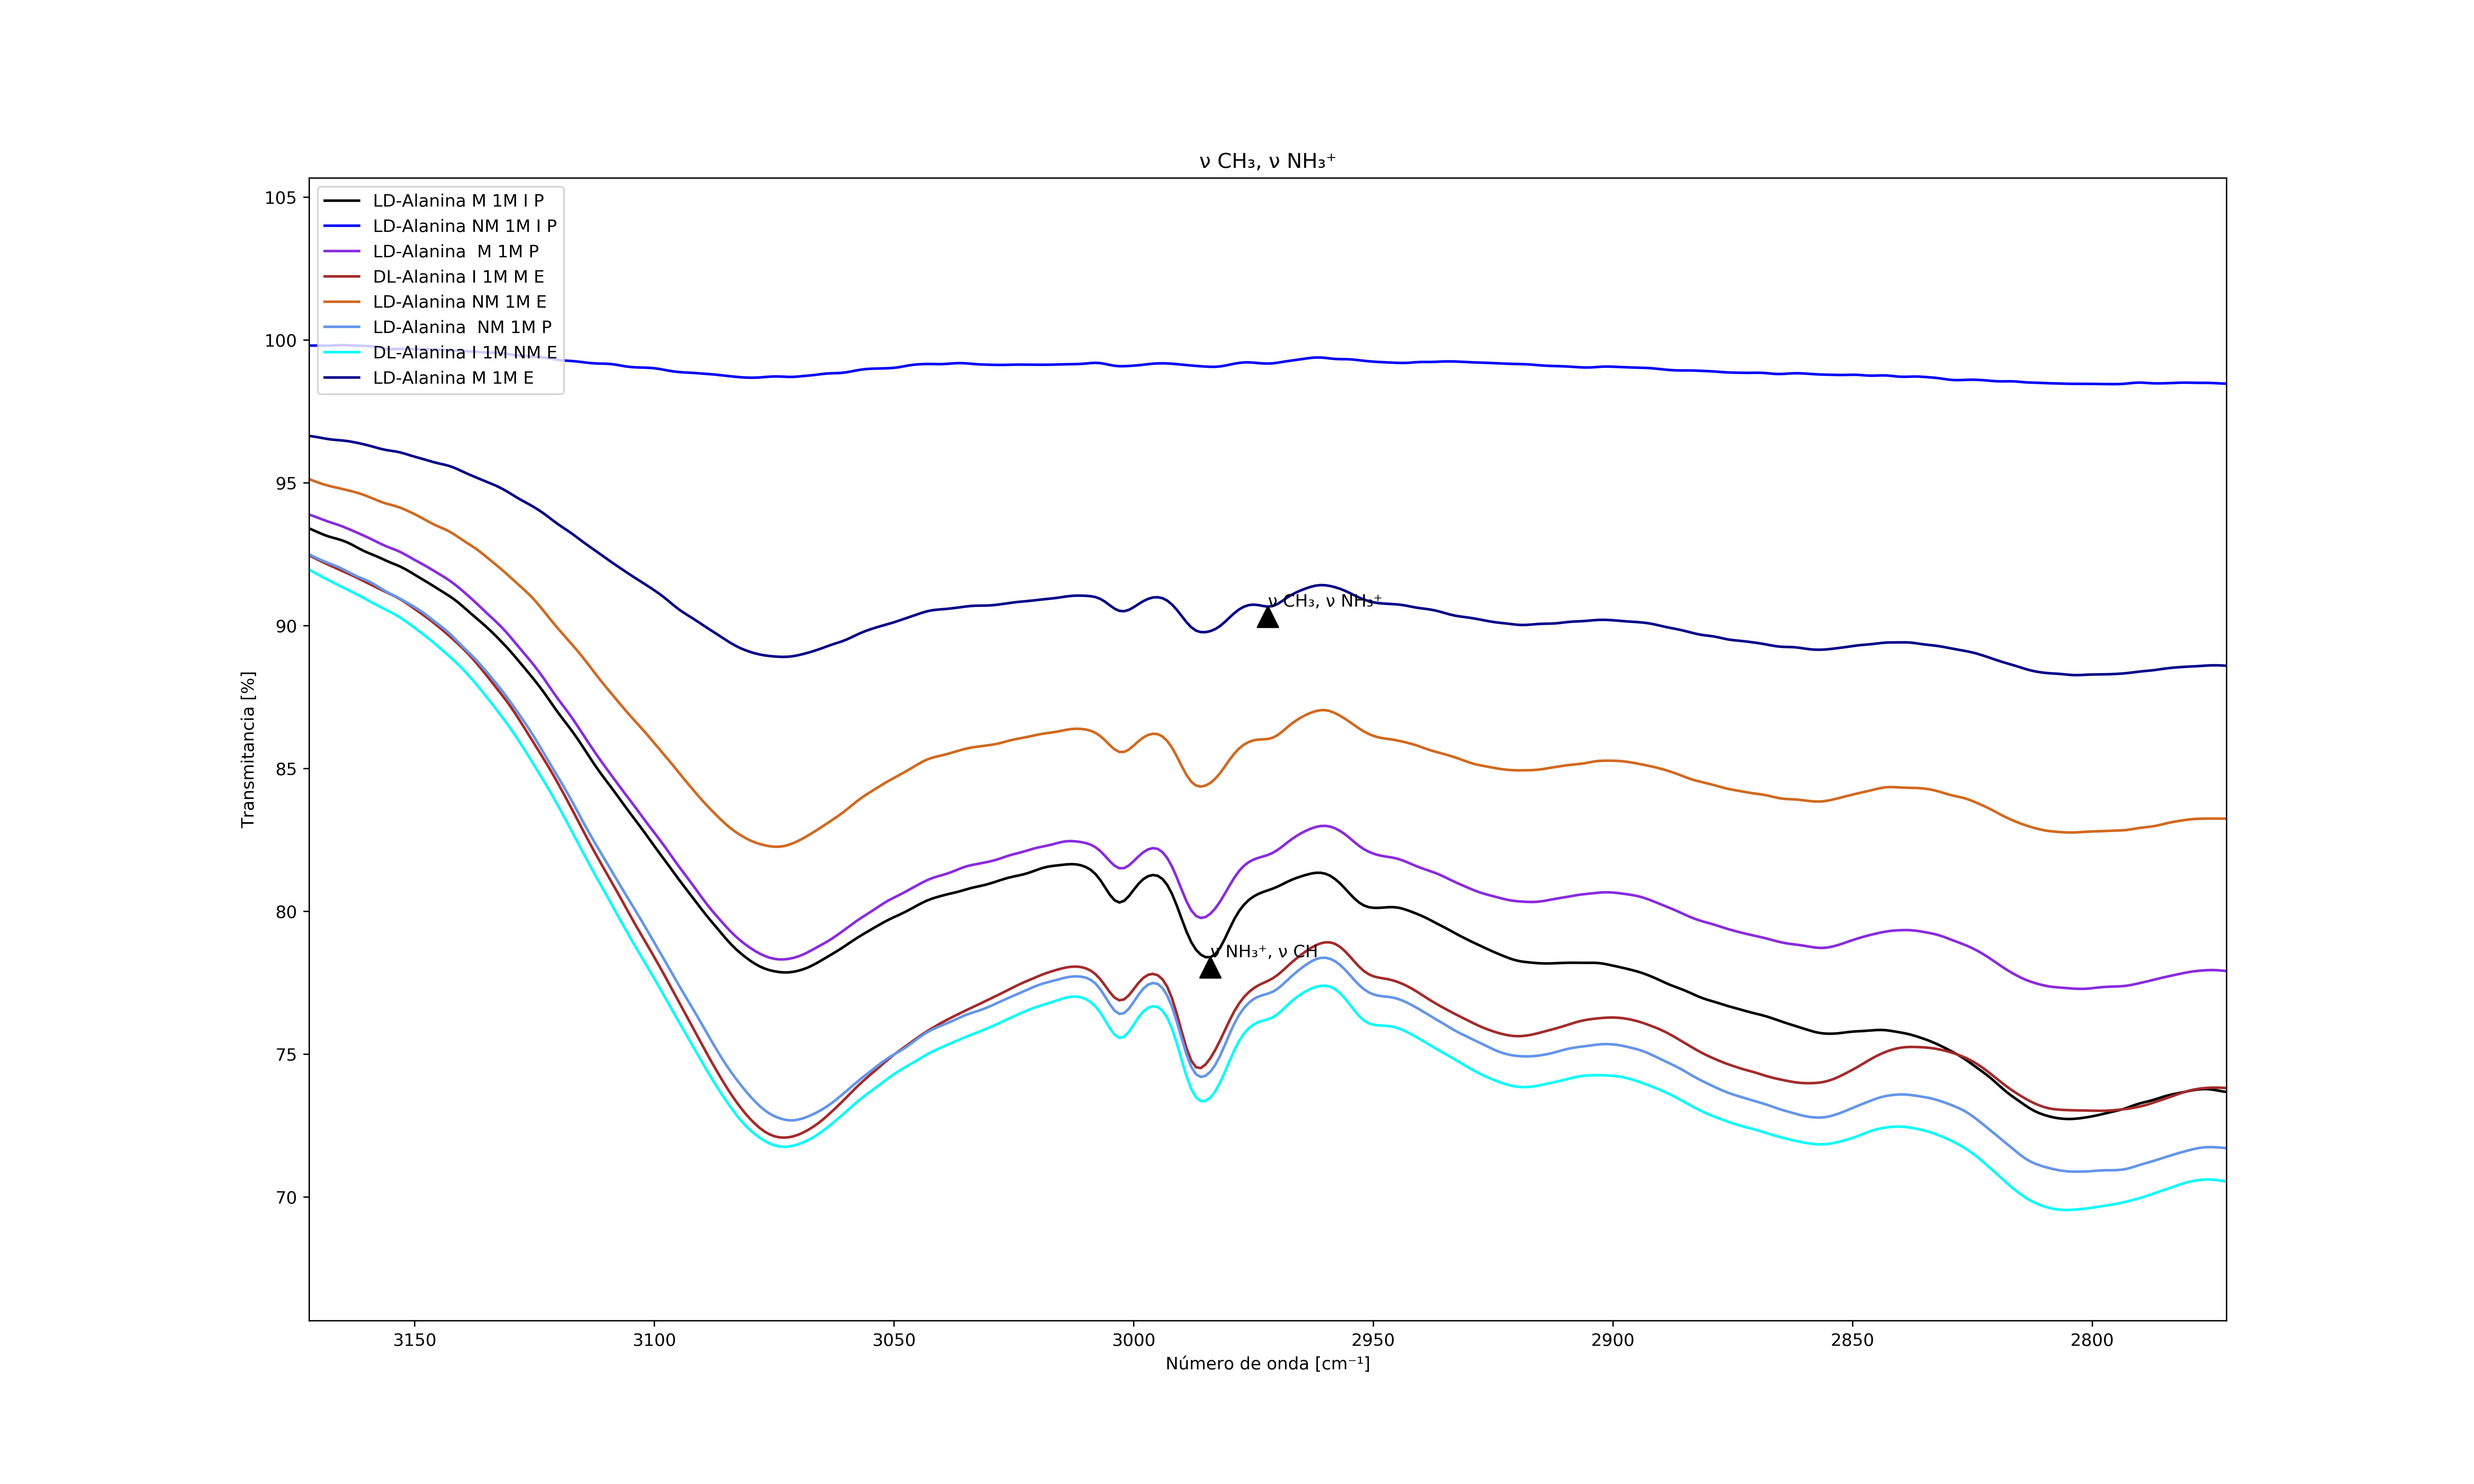 ν CH₃, ν NH₃⁺
105
100
95
90
85
80
75
70
Transmitancia [%]
LD-Alanina M 1M I P
LD-Alanina NM 1M I P
LD-Alanina  M 1M P
DL-Alanina I 1M M E
LD-Alanina NM 1M E
LD-Alanina  NM 1M P
DL-Alanina I 1M NM E
LD-Alanina M 1M E
ν CH₃, ν NH₃⁺
ν NH₃⁺, ν CH
3150 3100 3050 3000 2950 2900 2850 2800
Número de onda [cm⁻¹]